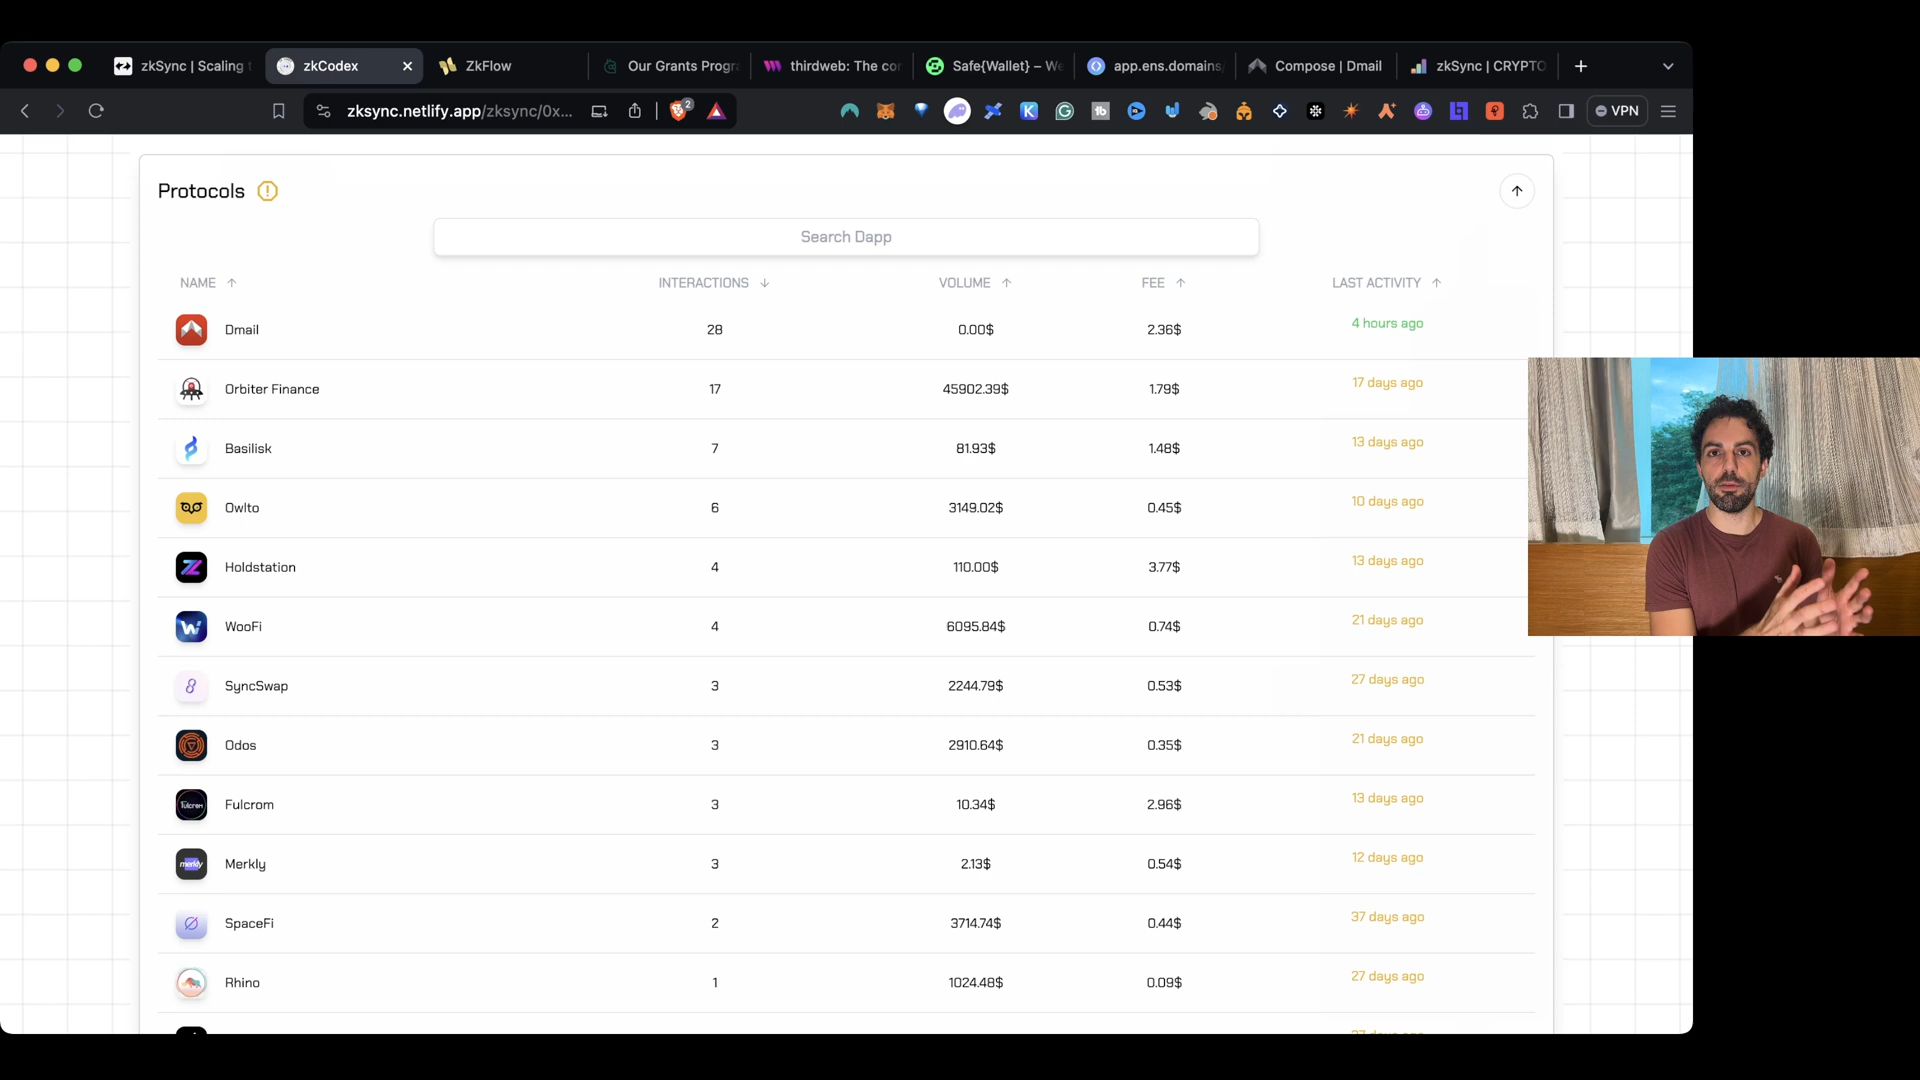 zkSync | Scaling
zkCodex
ZkFlow
Our Grants Progr
thirdweb: The co
Safe{Wallet} – W
app.ens.domains/
Compose | Dmail
zkSync | CRYPTO
zksync.netlify.app/zksync/0x...
2
VPN
Protocols
Search Dapp
NAME INTERACTIONS VOLUME FEE LAST ACTIVITY
Dmail 28 0.00$ 2.36$ 4 hours ago
Orbiter Finance 17 45902.39$ 1.79$ 17 days ago
Basilisk 7 81.93$ 1.48$ 13 days ago
Owlto 6 3149.02$ 0.45$ 10 days ago
Holdstation 4 110.00$ 3.77$ 13 days ago
WooFi 4 6095.84$ 0.74$ 21 days ago
SyncSwap 3 2244.79$ 0.53$ 27 days ago
Odos 3 2910.64$ 0.35$ 21 days ago
Fulcrom 3 10.34$ 2.96$ 13 days ago
Merkly 3 2.13$ 0.54$ 12 days ago
SpaceFi 2 3714.74$ 0.44$ 37 days ago
Rhino 1 1024.48$ 0.09$ 27 days ago